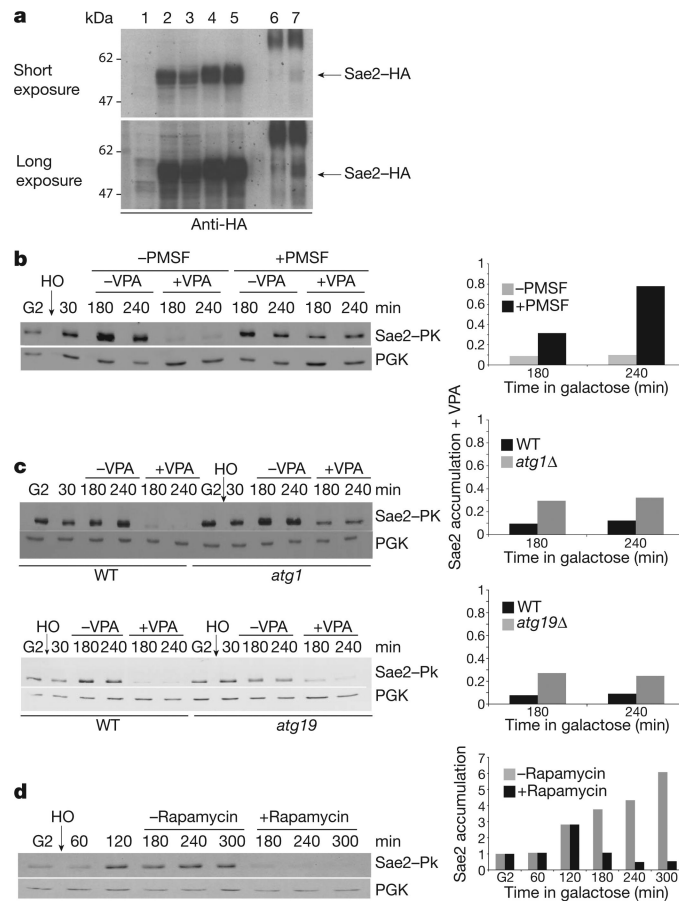 a kDa 1 2 3 4 5 6 7
Short exposure
62
47
Sae2–HA
Long exposure
62
47
Sae2–HA
Anti-HA
b –PMSF +PMSF
HO –VPA +VPA –VPA +VPA
G2 30 180 240 180 240 180 240 180 240 min
Sae2–PK
PGK
1
0.8
0.6
0.4
0.2
0
–PMSF
+PMSF
180 240
Time in galactose (min)
Sae2 accumulation + VPA
c –VPA +VPA HO –VPA +VPA
G2 30 180 240 180 240 G2 30 180 240 180 240 min
Sae2–PK
PGK
WT atg1
1
0.8
0.6
0.4
0.2
0
WT
atg1Δ
180 240
Time in galactose (min)
HO –VPA +VPA HO –VPA +VPA
G2 30 180 240 180 240 G2 30 180 240 180 240 min
Sae2–Pk
PGK
WT atg19
1
0.8
0.6
0.4
0.2
0
WT
atg19Δ
180 240
Time in galactose (min)
d HO –Rapamycin +Rapamycin
G2 60 120 180 240 300 180 240 300 min
Sae2–Pk
PGK
Sae2 accumulation
7
6
5
4
3
2
1
0
–Rapamycin
+Rapamycin
G2 60 120 180 240 300
Time in galactose (min)